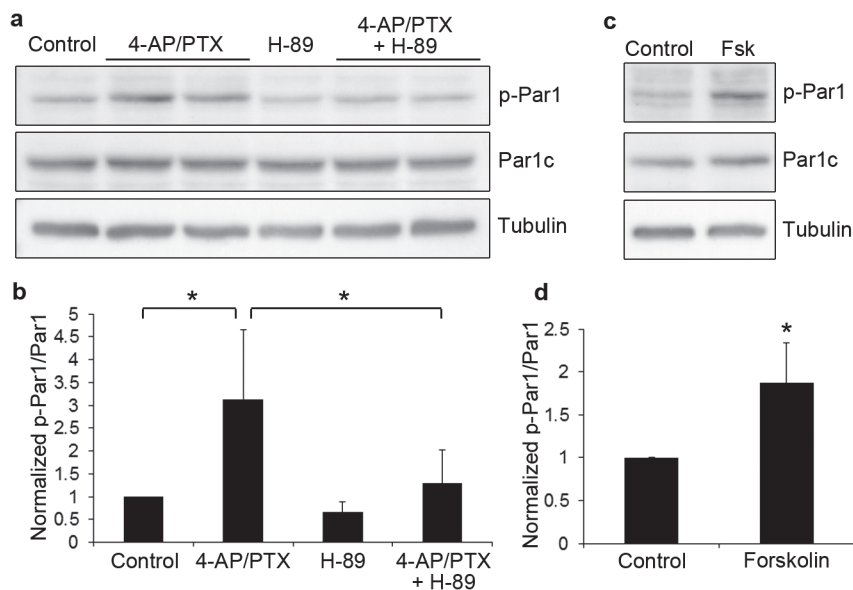 a
Control 4-AP/PTX H-89 4-AP/PTX
+ H-89
p-Par1
Par1c
Tubulin
c
Control Fsk
p-Par1
Par1c
Tubulin
b
Normalized p-Par1/Par1
5
4.5
4
3.5
3
2.5
2
1.5
1
0.5
0
* *
Control 4-AP/PTX H-89 4-AP/PTX
+ H-89
d
Normalized p-Par1/Par1
2.5
2
1.5
1
0.5
0
*
Control Forskolin